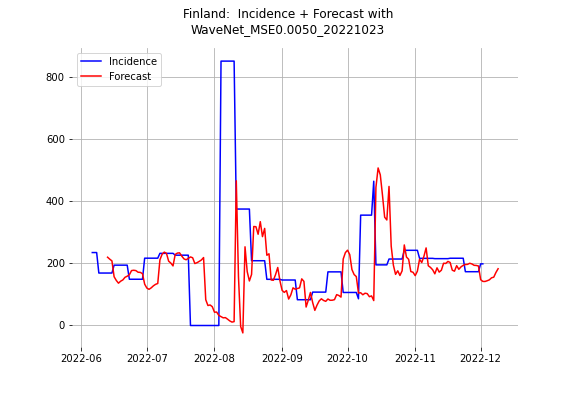 Finland:  Incidence + Forecast with
WaveNet_MSE0.0050_20221023
Incidence
Forecast
800
600
400
200
0
2022-06 2022-07 2022-08 2022-09 2022-10 2022-11 2022-12